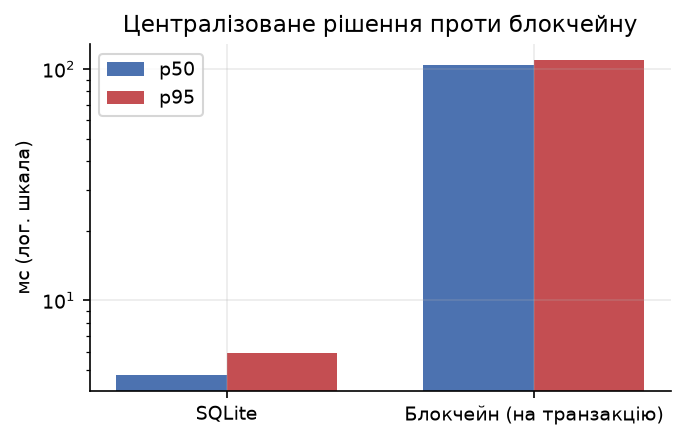 Централізоване рішення проти блокчейну
p50
p95
мс (лог. шкала)
10²
10¹
SQLite
Блокчейн (на транзакцію)